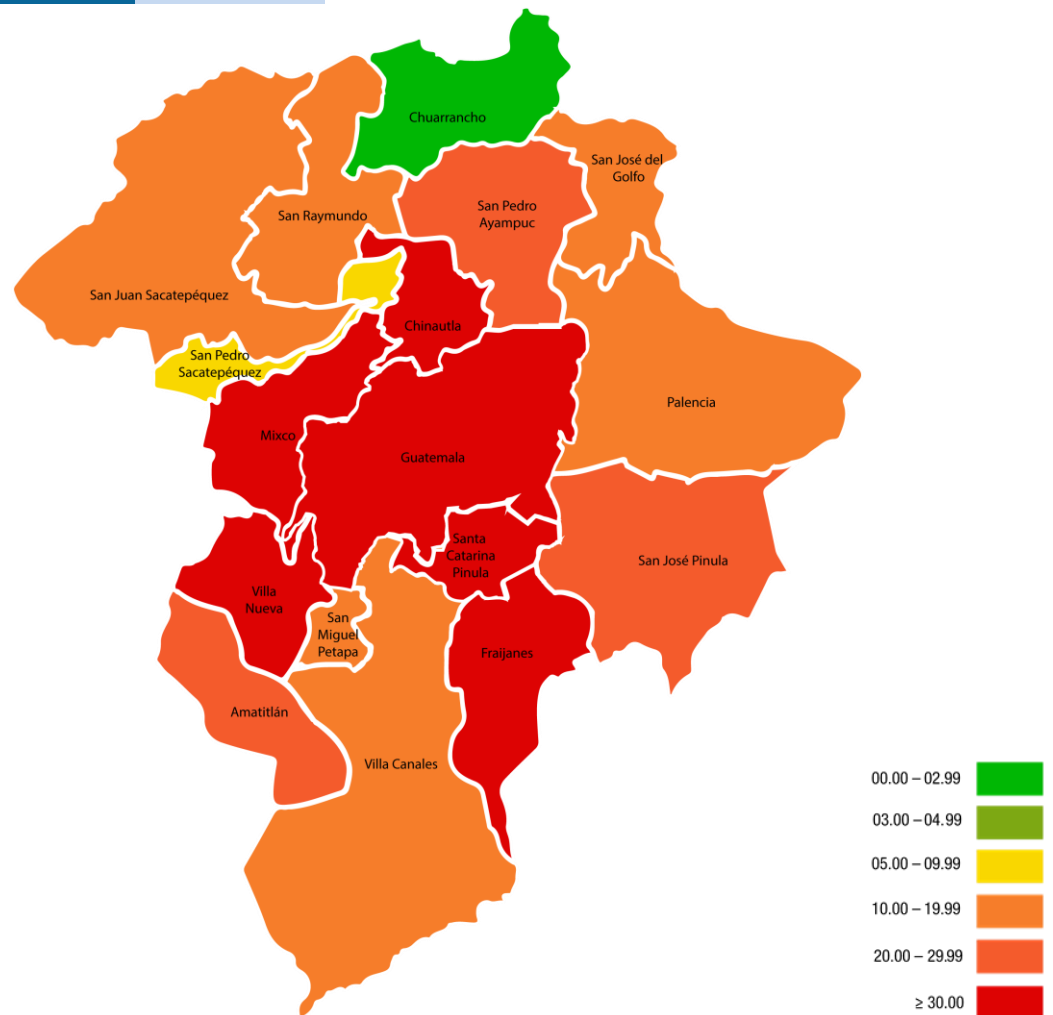 Chuarrancho
San José del
Golfo
San Pedro
Ayampuc
San Raymundo
San Juan Sacatepéquez
Chinautla
San Pedro
Sacatepéquez
Palencia
Mixco
Guatemala
Santa
Catarina
Pinula
San José Pinula
Villa
Nueva
San
Miguel
Petapa
Fraijanes
Amatitlán
Villa Canales
00.00 – 02.99
03.00 – 04.99
05.00 – 09.99
10.00 – 19.99
20.00 – 29.99
≥ 30.00